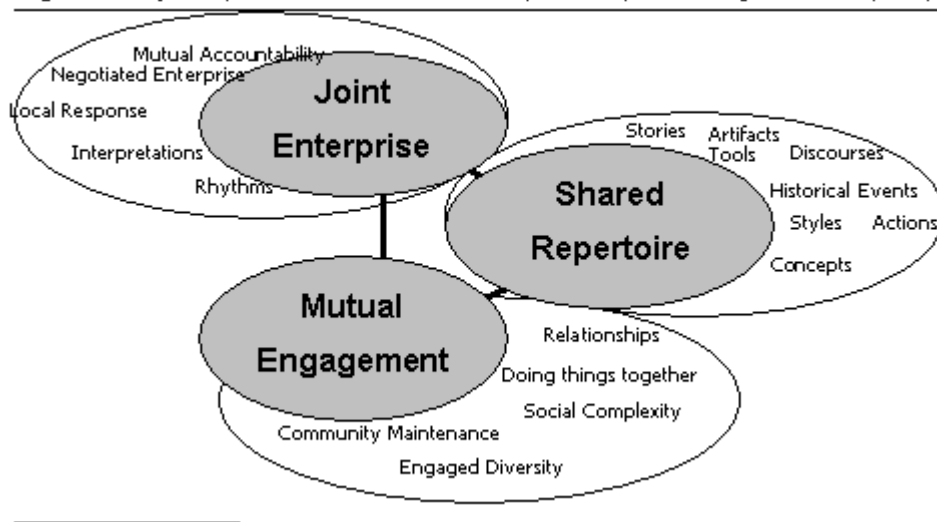 Mutual Accountability
Negotiated Enterprise
Local Response
Interpretations
Rhythms
Joint
Enterprise
Stories
Artifacts
Tools
Discourses
Historical Events
Styles
Actions
Concepts
Shared
Repertoire
Mutual
Engagement
Relationships
Doing things together
Social Complexity
Community Maintenance
Engaged Diversity